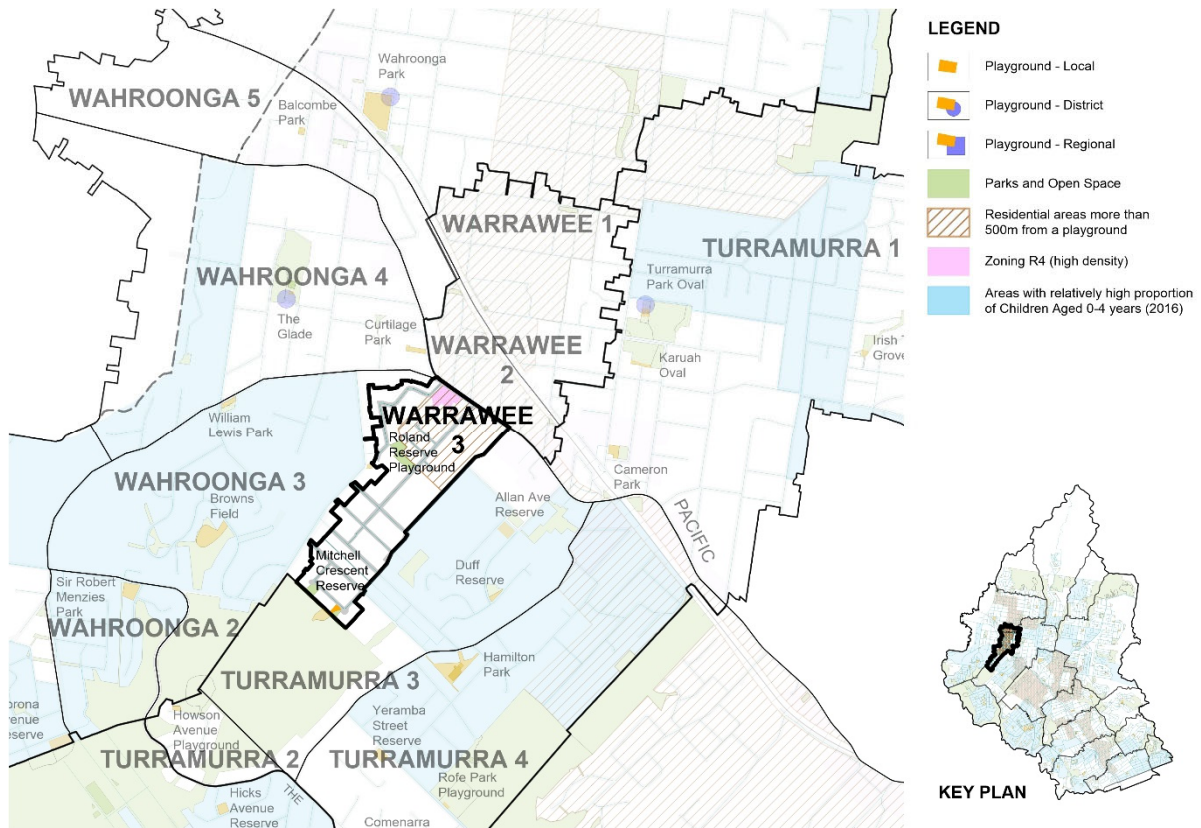 WAHROONGA 5
Wahroonga
Park
Balcombe
Park
WARRAWEE 1
TURRAMURRA 1
WAHROONGA 4
Turramurra
Park Oval
The
Glade
Curtilage
Park
WARRAWEE
2
Karuah
Oval
Irish
Grove
William
Lewis Park
WARRAWEE
3
Roland
Reserve
Playground
WAHROONGA 3
Browns
Field
Cameron
Park
Allan Ave
Reserve
PACIFIC
Mitchell
Crescent
Reserve
Duff
Reserve
Sir Robert
Menzies
Park
WAHROONGA 2
Hamilton
Park
TURRAMURRA 3
Howson
Avenue
Playground
Yeramba
Street
Reserve
orona
venue
eserve
TURRAMURRA 2
TURRAMURRA 4
Rofe Park
Playground
THE
Hicks
Avenue
Reserve
Comenarra
LEGEND
Playground - Local
Playground - District
Playground - Regional
Parks and Open Space
Residential areas more than
500m from a playground
Zoning R4 (high density)
Areas with relatively high proportion
of Children Aged 0-4 years (2016)
KEY PLAN